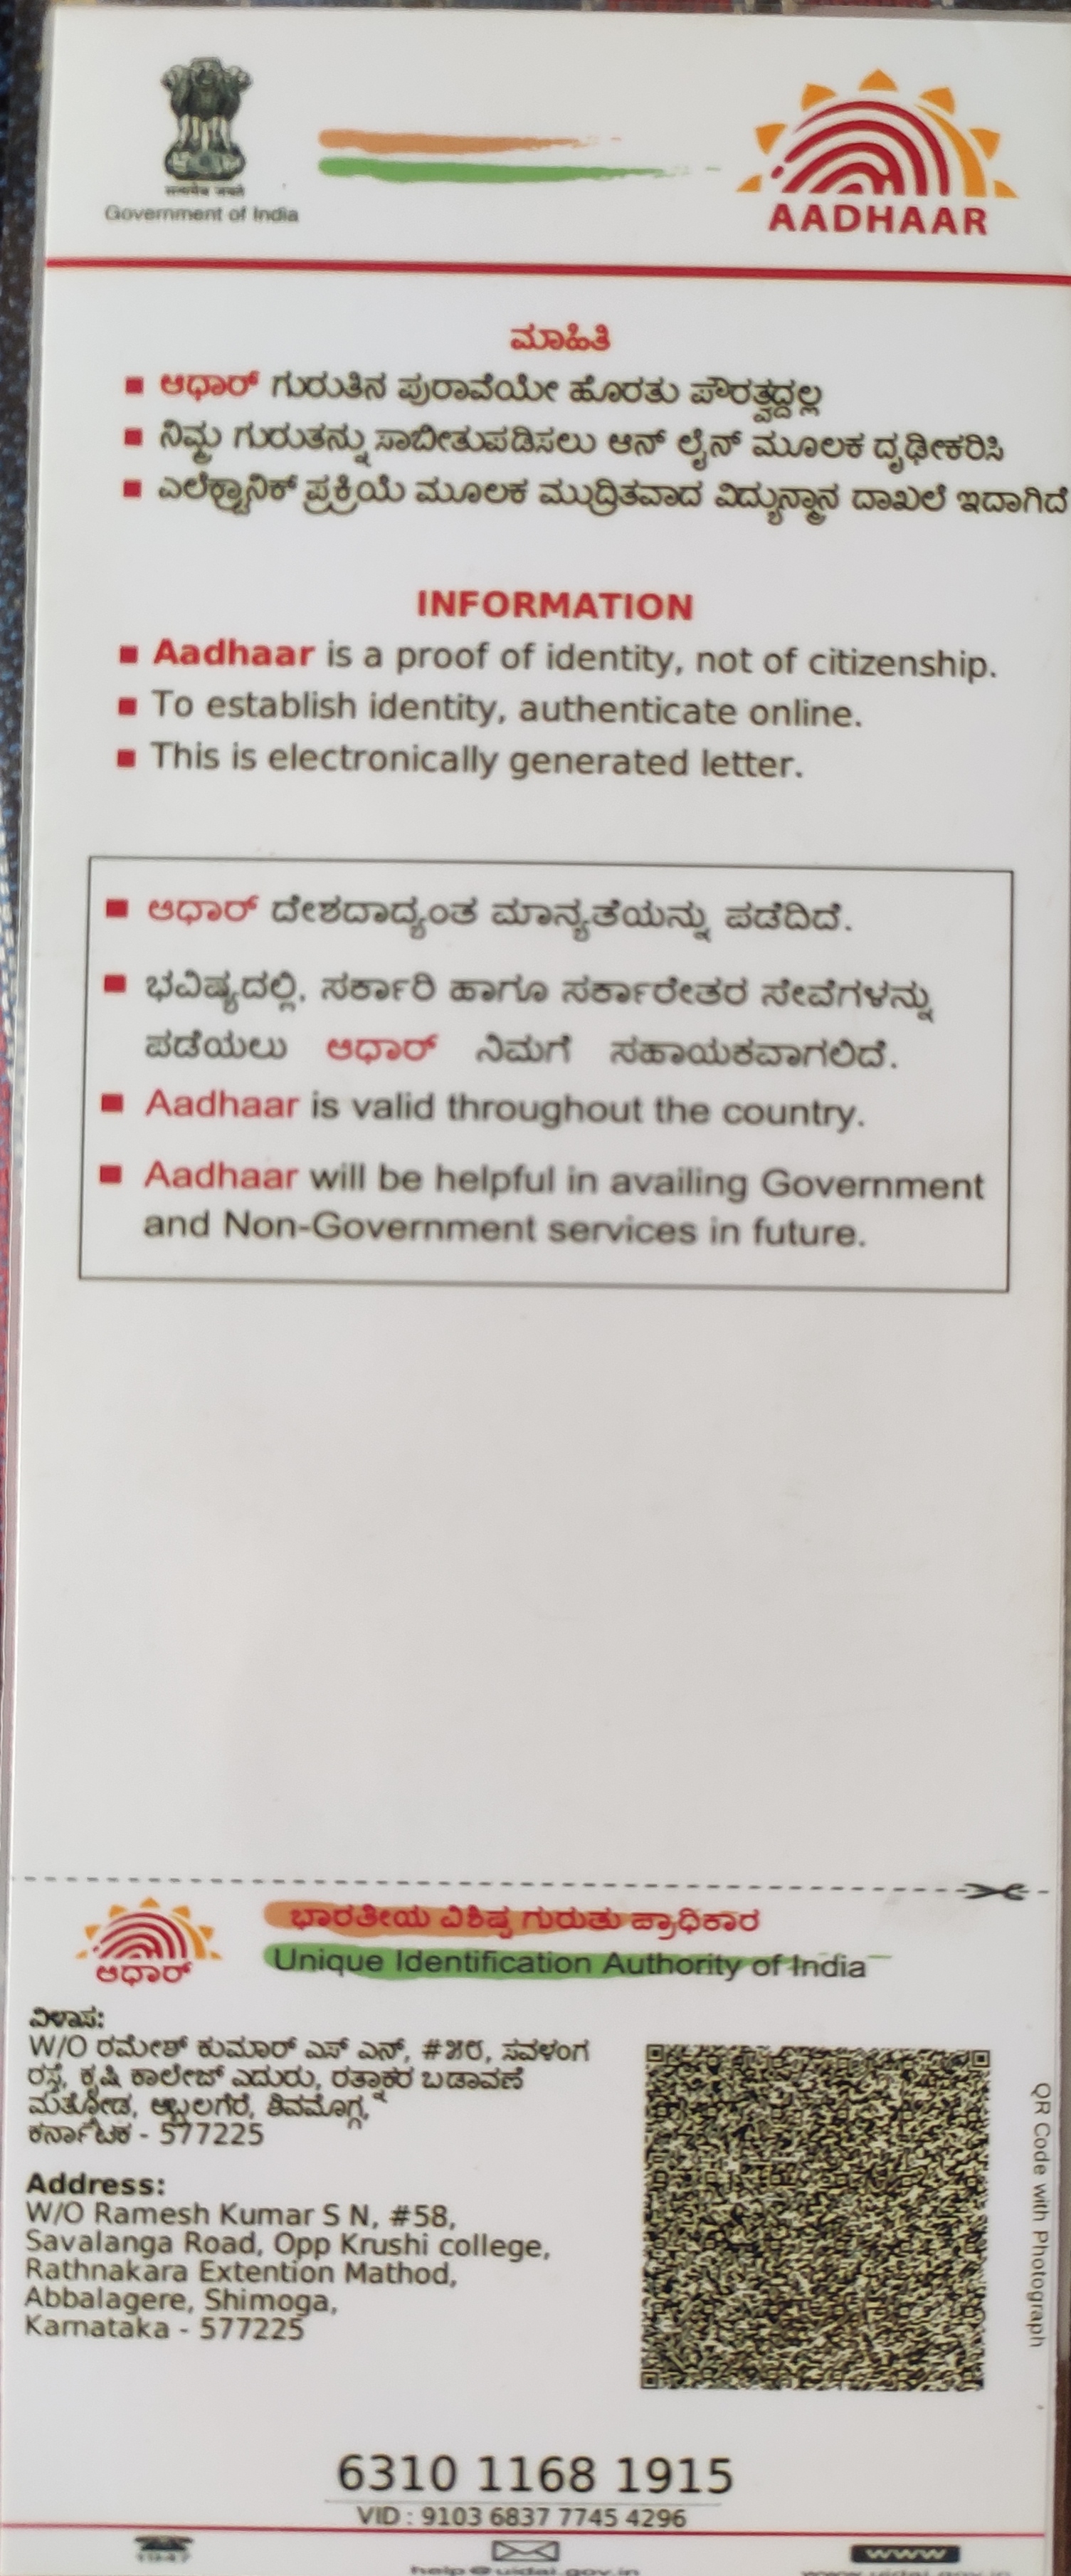 सत्यमेव जयते
Government of India
AADHAAR
ಮಾಹಿತಿ
ಆಧಾರ್ ಗುರುತಿನ ಪುರಾವೆಯೇ ಹೊರತು ಪೌರತ್ವದ್ದಲ್ಲ
ನಿಮ್ಮ ಗುರುತನ್ನು ಸಾಬೀತುಪಡಿಸಲು ಆನ್ ಲೈನ್ ಮೂಲಕ ದೃಢೀಕರಿಸಿ
ಎಲೆಕ್ಟ್ರಾನಿಕ್ ಪ್ರಕ್ರಿಯೆ ಮೂಲಕ ಮುದ್ರಿತವಾದ ವಿದ್ಯುನ್ಮಾನ ದಾಖಲೆ ಇದಾಗಿದೆ
INFORMATION
Aadhaar is a proof of identity, not of citizenship.
To establish identity, authenticate online.
This is electronically generated letter.
ಆಧಾರ್ ದೇಶದಾದ್ಯಂತ ಮಾನ್ಯತೆಯನ್ನು ಪಡೆದಿದೆ.
ಭವಿಷ್ಯದಲ್ಲಿ, ಸರ್ಕಾರಿ ಹಾಗೂ ಸರ್ಕಾರೇತರ ಸೇವೆಗಳನ್ನು
ಪಡೆಯಲು ಆಧಾರ್ ನಿಮಗೆ ಸಹಾಯಕವಾಗಲಿದೆ.
Aadhaar is valid throughout the country.
Aadhaar will be helpful in availing Government
and Non-Government services in future.
ಭಾರತೀಯ ವಿಶಿಷ್ಟ ಗುರುತು ಪ್ರಾಧಿಕಾರ
Unique Identification Authority of India
ಆಧಾರ್
ವಿಳಾಸ:
W/O ರಮೇಶ್ ಕುಮಾರ್ ಎಸ್ ಎನ್, #೫೮, ಸವಳಂಗ
ರಸ್ತೆ, ಕೃಷಿ ಕಾಲೇಜ್ ಎದುರು, ರತ್ನಾಕರ ಬಡಾವಣೆ
ಮತ್ತೋಡ, ಅಬ್ಬಲಗೆರೆ, ಶಿವಮೊಗ್ಗ,
ಕರ್ನಾಟಕ - 577225
Address:
W/O Ramesh Kumar S N, #58,
Savalanga Road, Opp Krushi college,
Rathnakara Extention Mathod,
Abbalagere, Shimoga,
Karnataka - 577225
QR Code with Photograph
6310 1168 1915
VID : 9103 6837 7745 4296
1947
help@uidai.gov.in
www
www.uidai.gov.in